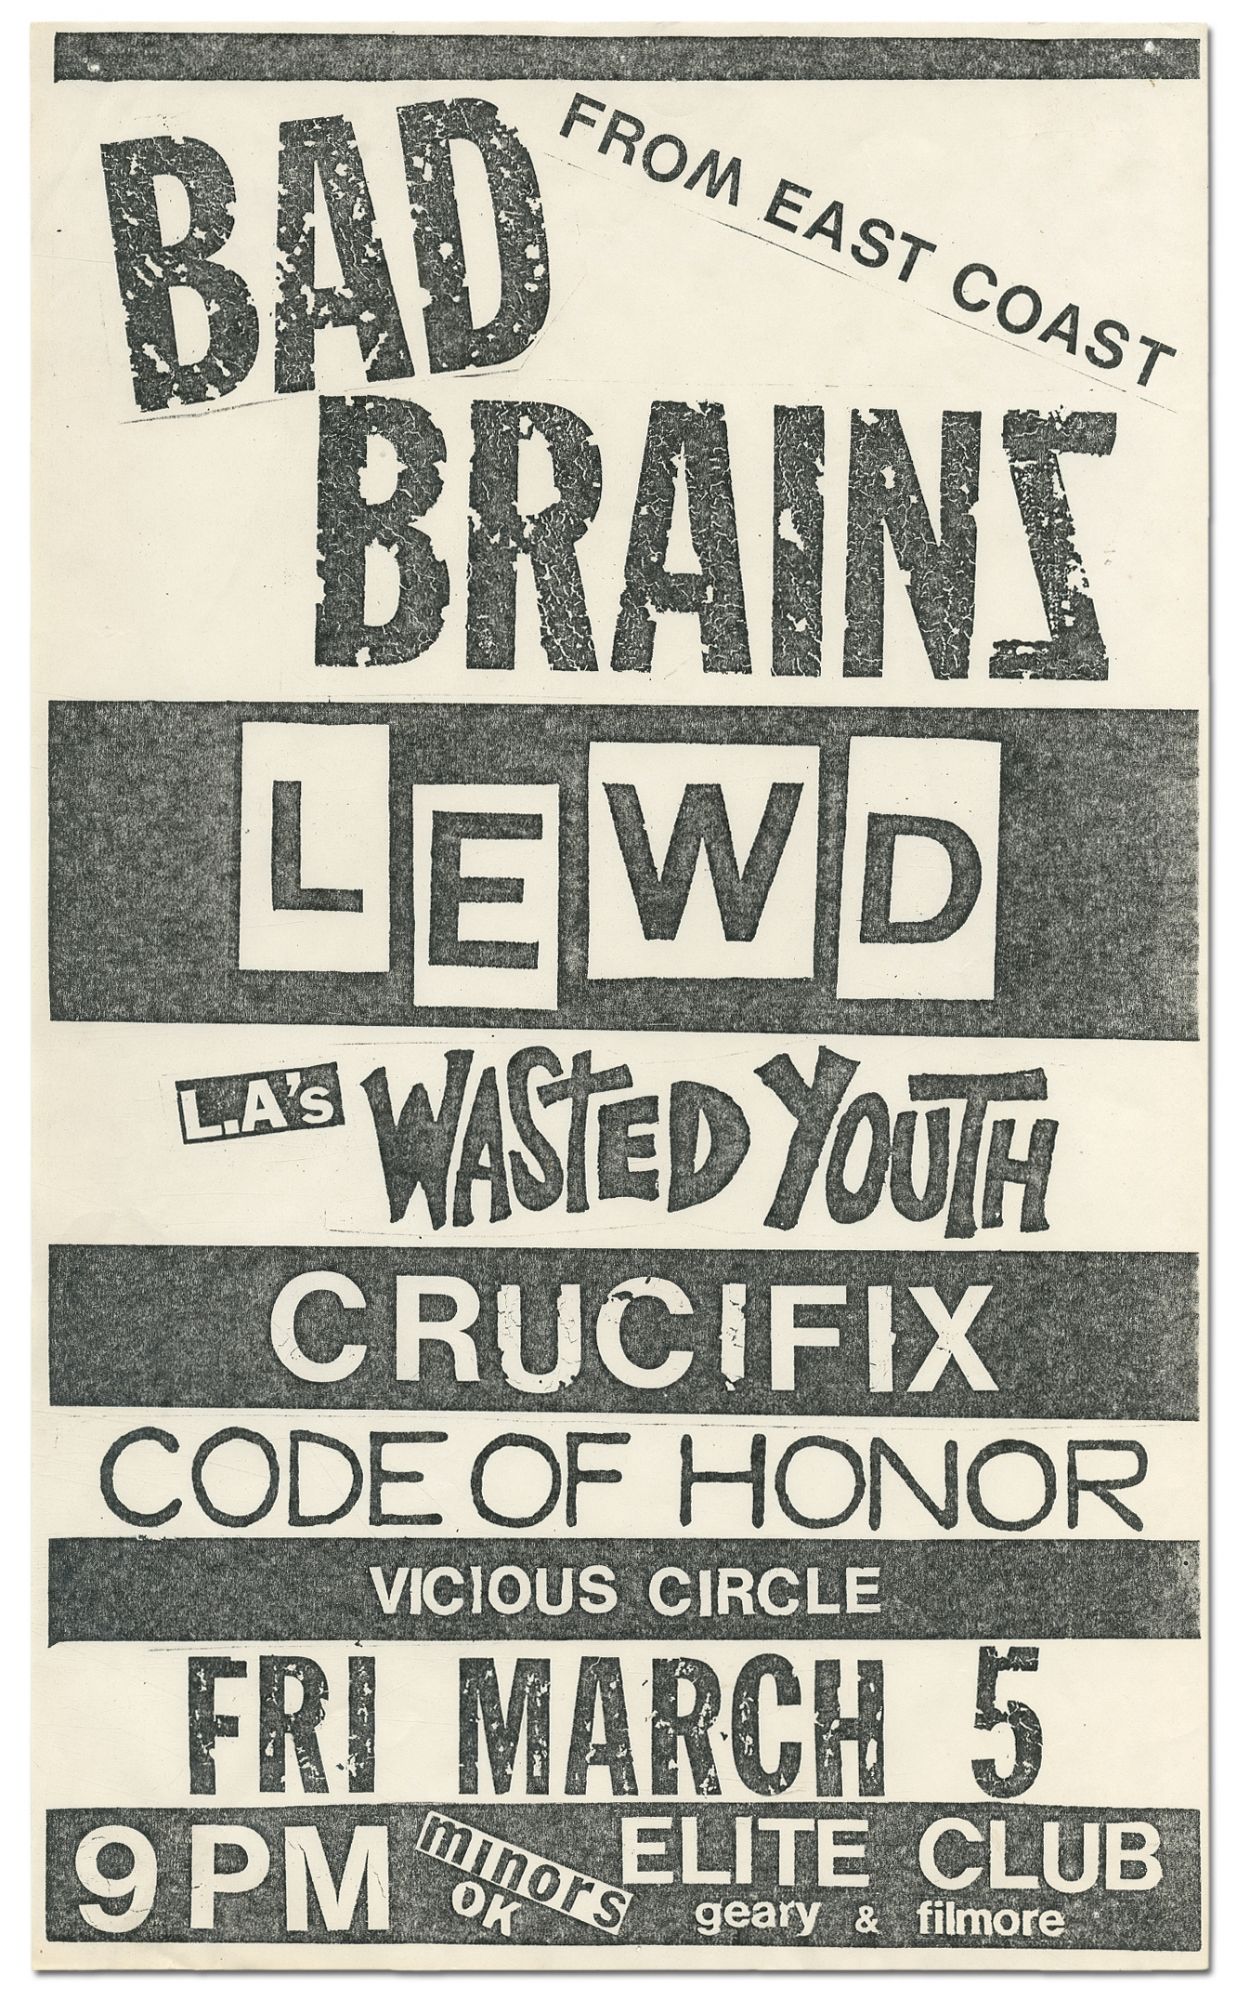 BAD
FROM EAST COAST
BRAINS
LEWD
L.A's WASTED YOUTH
CRUCIFIX
CODE OF HONOR
VICIOUS CIRCLE
FRI MARCH 5
9 PM minors OK ELITE CLUB
geary & filmore